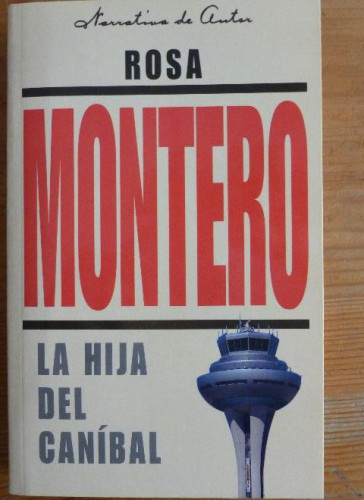 Narrativa de Autor
ROSA
MONTERO
LA HIJA
DEL
CANÍBAL